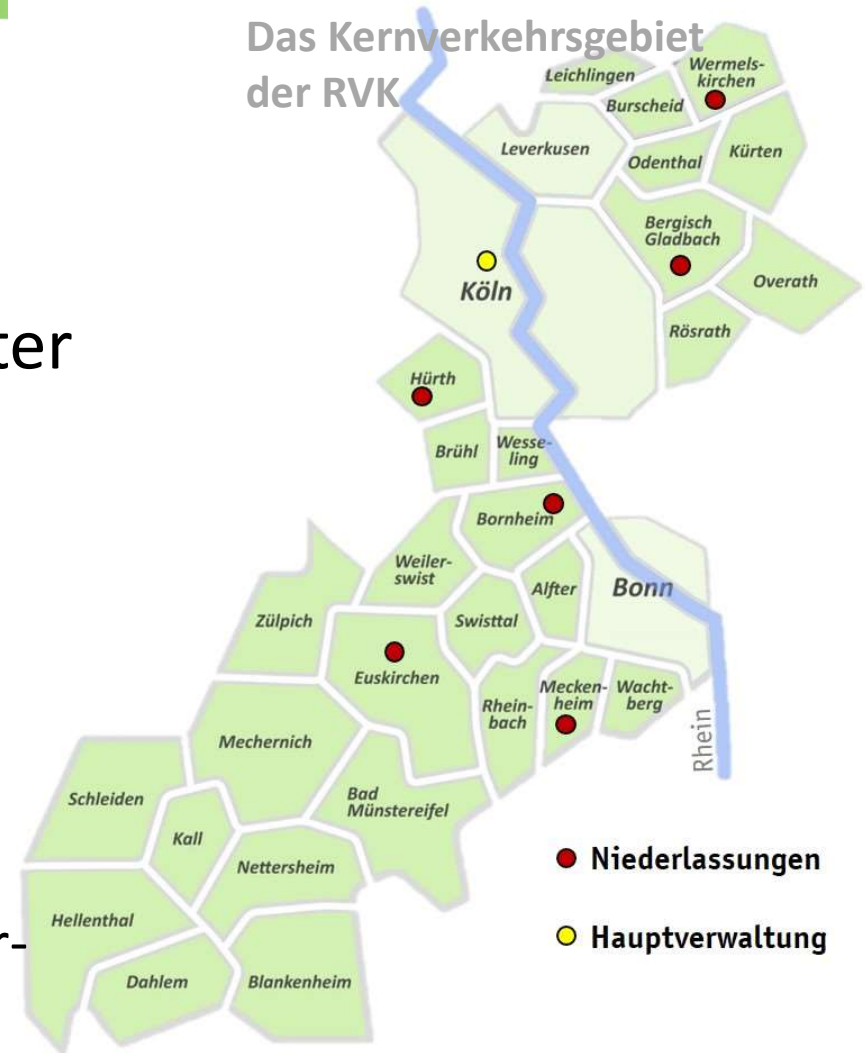 Das Kernverkehrsgebiet
der RVK
Leichlingen
Wermels-
kirchen
Burscheid
Leverkusen
Odenthal
Kürten
Bergisch
Gladbach
Overath
Köln
Rösrath
ter
Hürth
Brühl
Wesse-
ling
Bornheim
Weiler-
swist
Alfter
Bonn
Zülpich
Swisttal
Euskirchen
Rhein-
bach
Mecken-
heim
Wacht-
berg
Rhein
Mechernich
Schleiden
Bad
Münstereifel
Kall
Nettersheim
Niederlassungen
Hellenthal
r-
Hauptverwaltung
Dahlem
Blankenheim